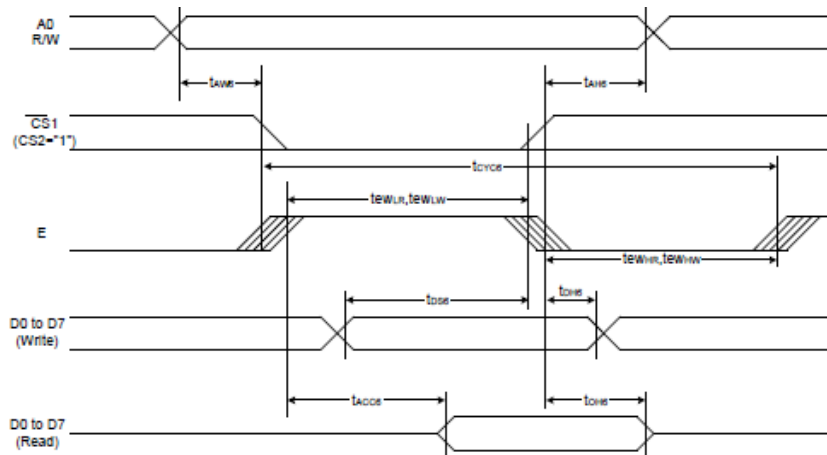 A0
R/W
tAW6
tAH6
CS1
(CS2="1")
tCYC6
tewLR,tewLW
E
tewHR,tewHW
tDS6
tDH6
D0 to D7
(Write)
tACC6
tOH6
D0 to D7
(Read)